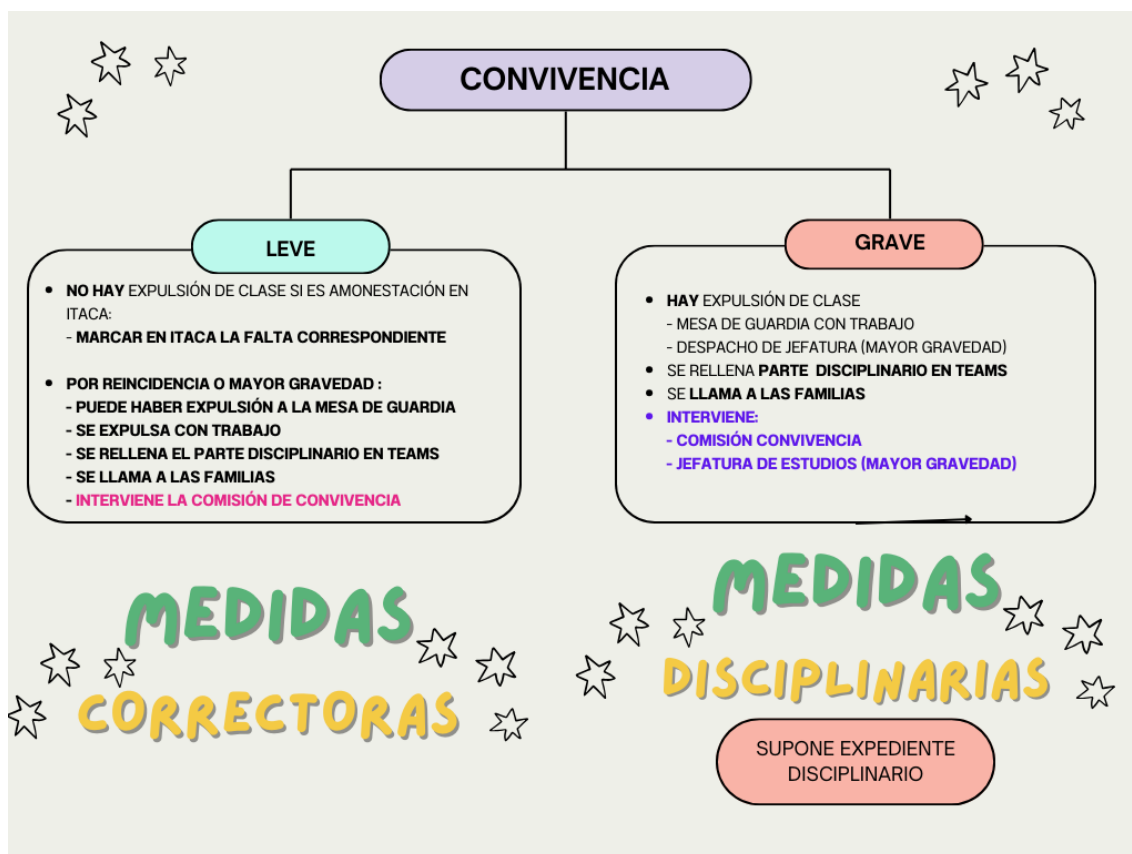 CONVIVENCIA
LEVE
• NO HAY EXPULSIÓN DE CLASE SI ES AMONESTACIÓN EN
ITACA:
- MARCAR EN ITACA LA FALTA CORRESPONDIENTE
• POR REINCIDENCIA O MAYOR GRAVEDAD :
- PUEDE HABER EXPULSIÓN A LA MESA DE GUARDIA
- SE EXPULSA CON TRABAJO
- SE RELLENA EL PARTE DISCIPLINARIO EN TEAMS
- SE LLAMA A LAS FAMILIAS
- INTERVIENE LA COMISIÓN DE CONVIVENCIA
MEDIDAS
CORRECTORAS
GRAVE
• HAY EXPULSIÓN DE CLASE
- MESA DE GUARDIA CON TRABAJO
- DESPACHO DE JEFATURA (MAYOR GRAVEDAD)
• SE RELLENA PARTE DISCIPLINARIO EN TEAMS
• SE LLAMA A LAS FAMILIAS
• INTERVIENE:
- COMISIÓN CONVIVENCIA
- JEFATURA DE ESTUDIOS (MAYOR GRAVEDAD)
MEDIDAS
DISCIPLINARIAS
SUPONE EXPEDIENTE
DISCIPLINARIO